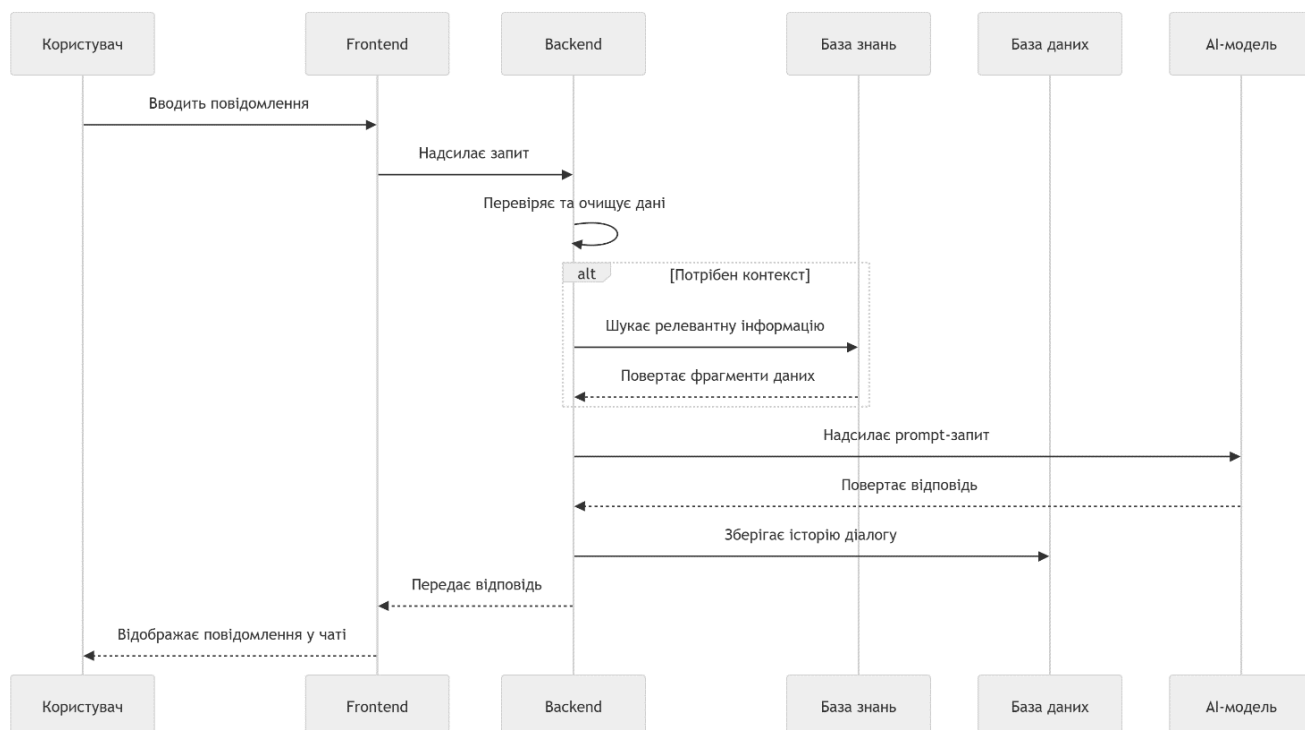 Користувач
Frontend
Backend
База знань
База даних
AI-модель
Вводить повідомлення
Надсилає запит
Перевіряє та очищує дані
alt
[Потрібен контекст]
Шукає релевантну інформацію
Повертає фрагменти даних
Надсилає prompt-запит
Повертає відповідь
Зберігає історію діалогу
Передає відповідь
Відображає повідомлення у чаті
Користувач
Frontend
Backend
База знань
База даних
AI-модель